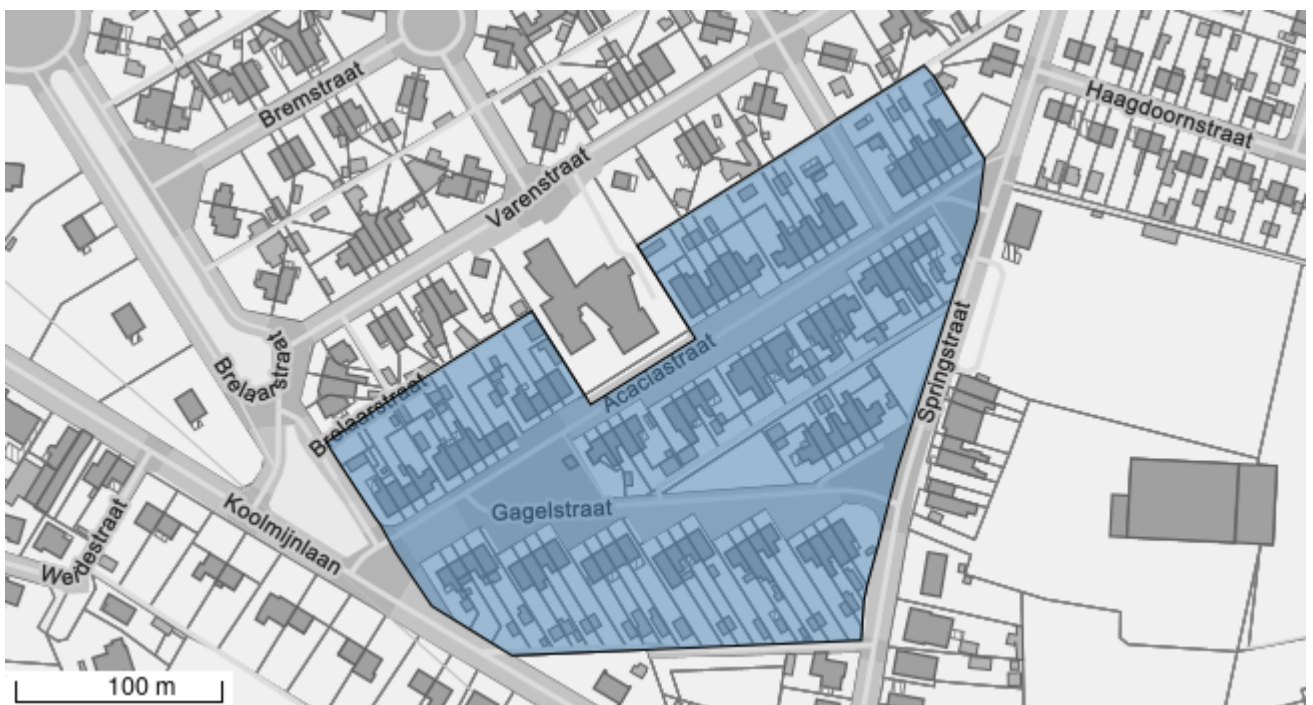 Bremstraat
Haagdoornstraat
Varenstraat
Brelaarstraat
Acaciastraat
Springstraat
Brelaarstraat
Gagelstraat
Koolmijnlaan
Werdestraat
100 m